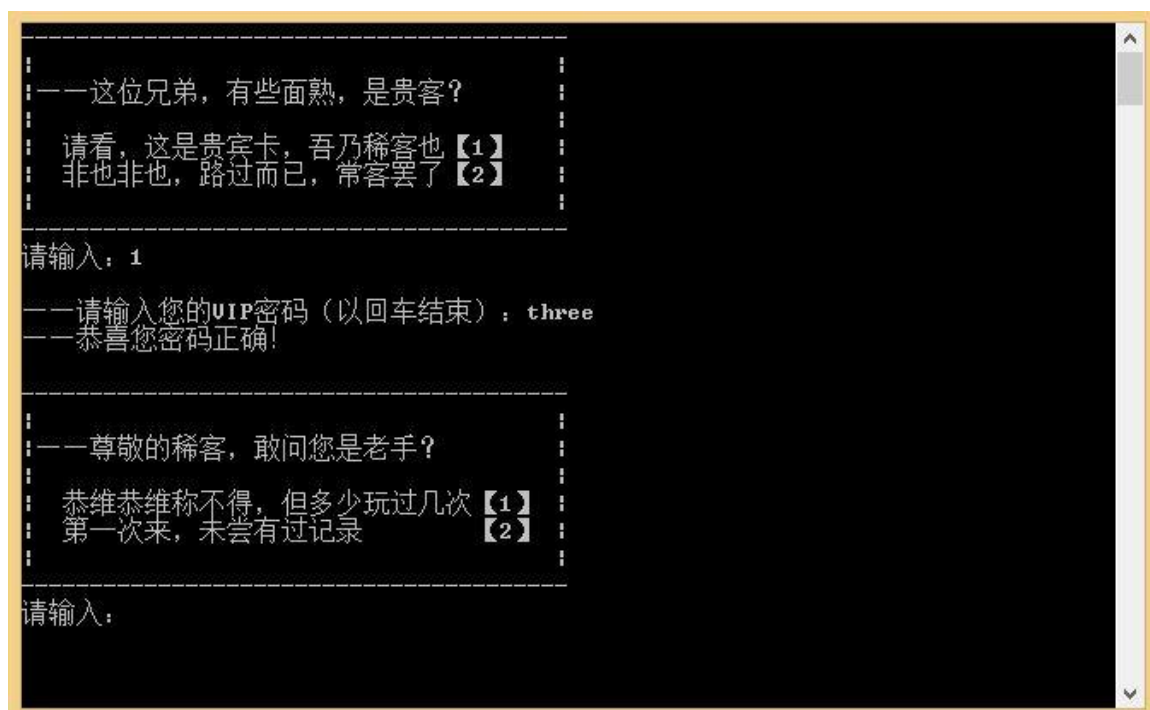 ——这位兄弟，有些面熟，是贵客？
请看，这是贵宾卡，吾乃稀客也【1】
非也非也，路过而已，常客罢了【2】
请输入：1
——请输入您的VIP密码（以回车结束）：three
——恭喜您密码正确！
——尊敬的稀客，敢问您是老手？
恭维恭维称不得，但多少玩过几次【1】
第一次来，未尝有过记录【2】
请输入：